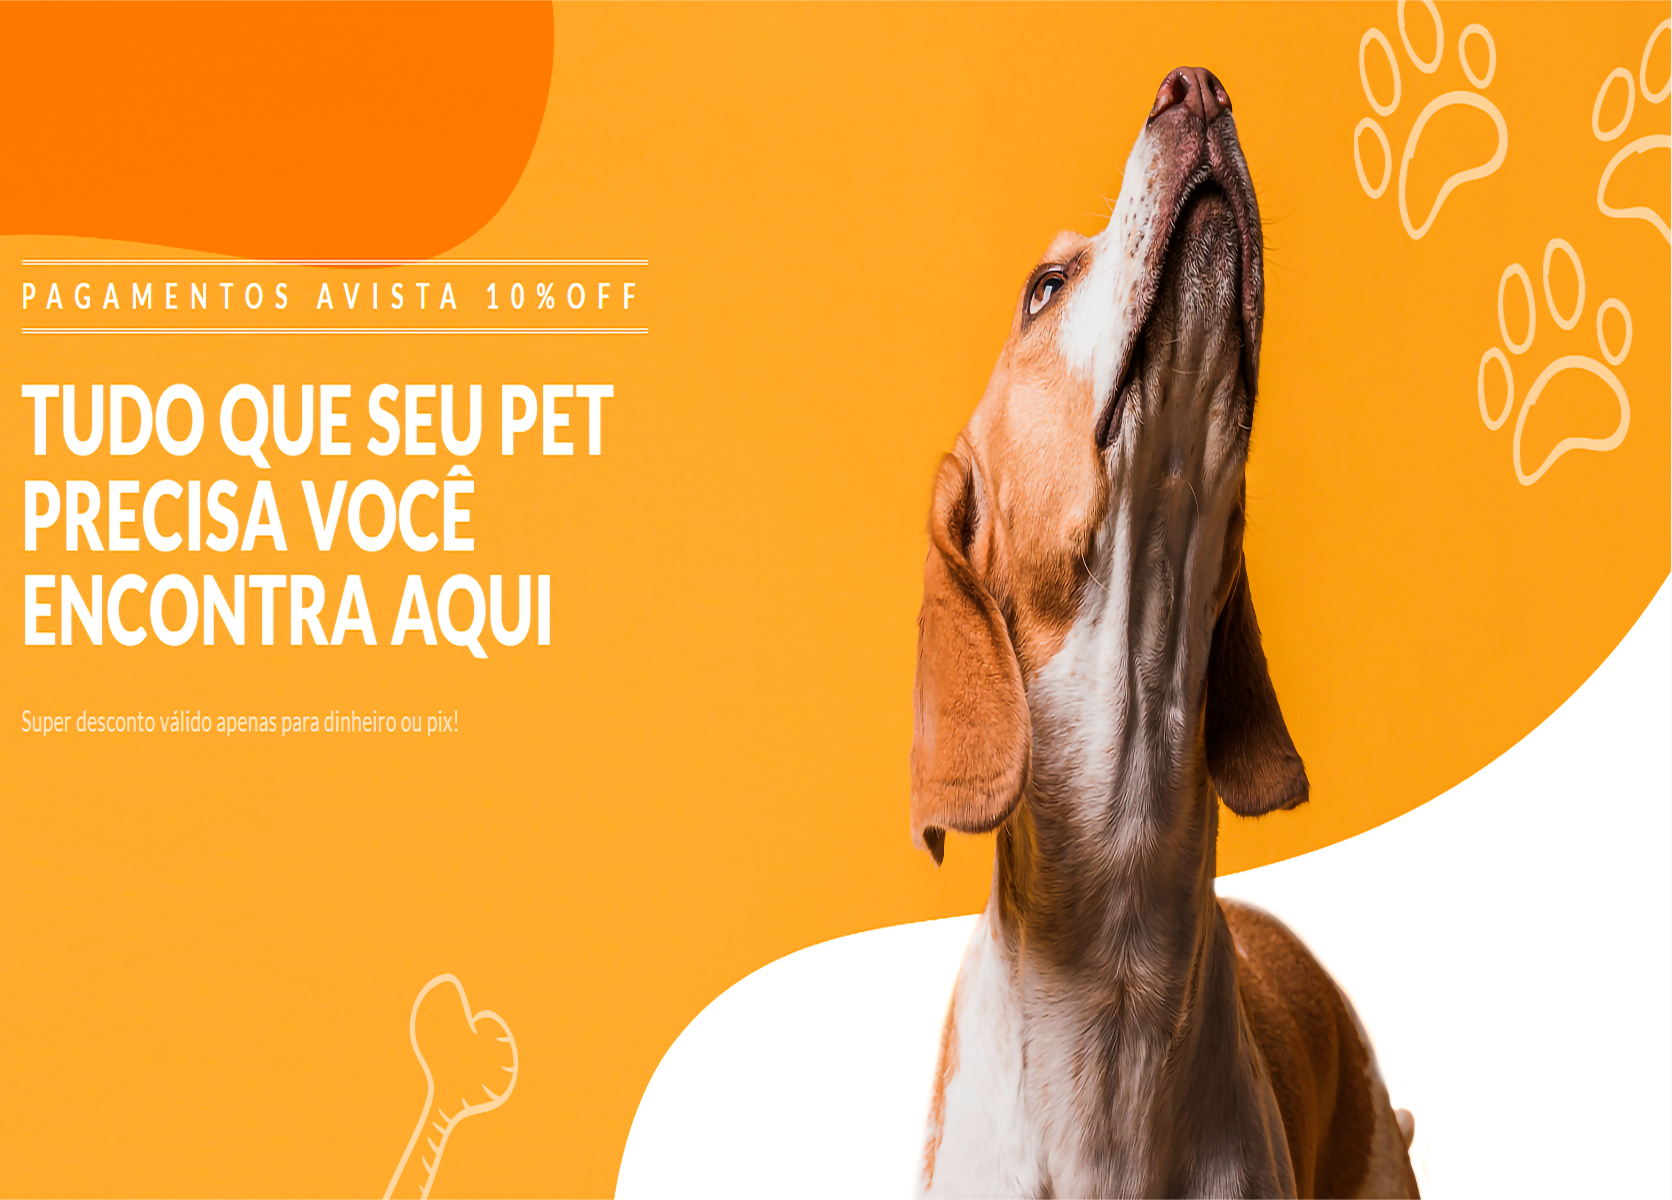 PAGAMENTOS AVISTA 10%OFF
TUDO QUE SEU PET
PRECISA VOCÊ
ENCONTRA AQUI
Super desconto válido apenas para dinheiro ou pix!